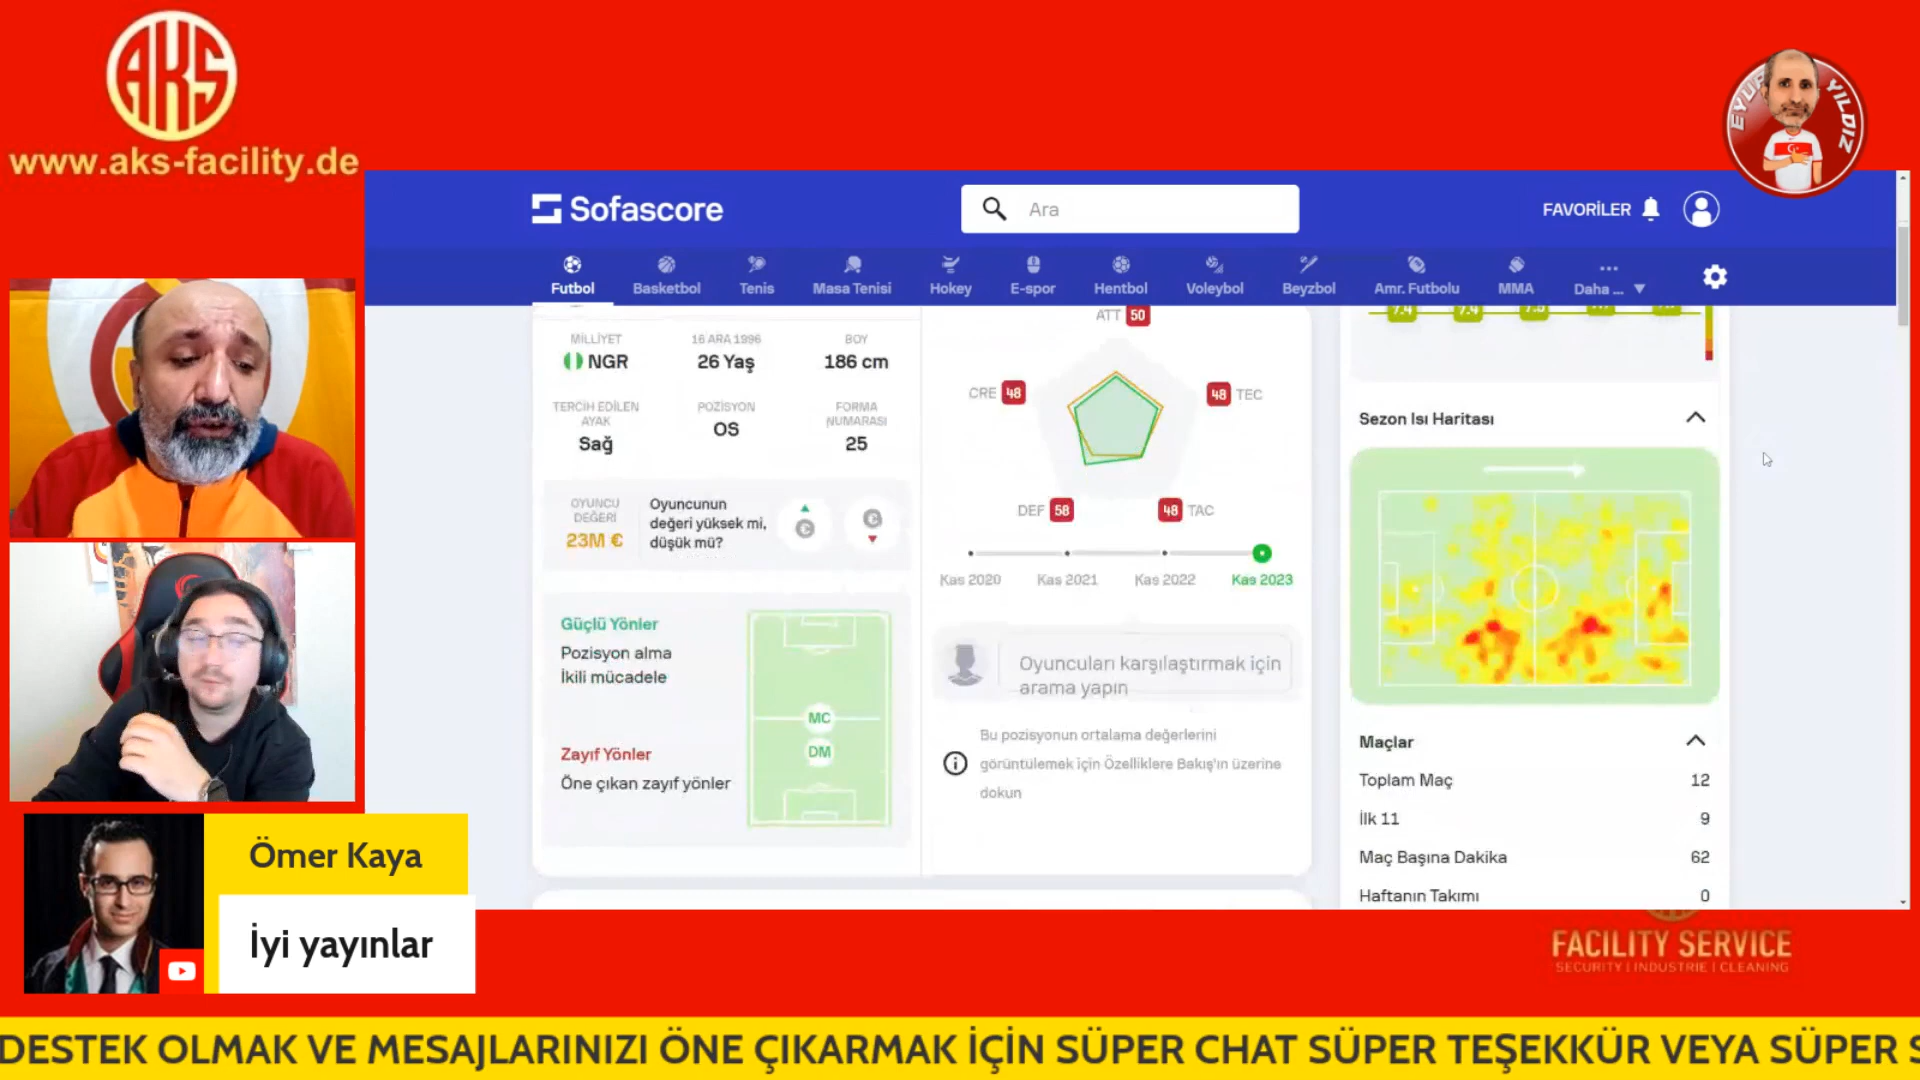 AKS
www.aks-facility.de
EYUP YILDIZ
Sofascore
Ara
FAVORİLER
Futbol
Basketbol
Tenis
Masa Tenisi
Hokey
E-spor
Hentbol
Voleybol
Beyzbol
Amr. Futbolu
MMA
Daha ...
MİLLİYET
NGR
16 ARA 1996
26 Yaş
BOY
186 cm
TERCİH EDİLEN
AYAK
Sağ
POZİSYON
OS
FORMA
NUMARASI
25
OYUNCU
DEĞERİ
23M €
Oyuncunun
değeri yüksek mi,
düşük mü?
Güçlü Yönler
Pozisyon alma
İkili mücadele
Zayıf Yönler
Öne çıkan zayıf yönler
MC
DM
ATT 50
CRE 48
48 TEC
DEF 58
48 TAC
Kas 2020
Kas 2021
Kas 2022
Kas 2023
Oyuncuları karşılaştırmak için
arama yapın
Bu pozisyonun ortalama değerlerini
görüntülemek için Özelliklere Bakış'ın üzerine
dokun
7.4
7.4
Sezon Isı Haritası
Maçlar
Toplam Maç 12
İlk 11 9
Maç Başına Dakika 62
Haftanın Takımı 0
Ömer Kaya
İyi yayınlar
FACILITY SERVICE
SECURITY | INDUSTRIE | CLEANING
DESTEK OLMAK VE MESAJLARINIZI ÖNE ÇIKARMAK İÇİN SÜPER CHAT SÜPER TEŞEKKÜR VEYA SÜPER S